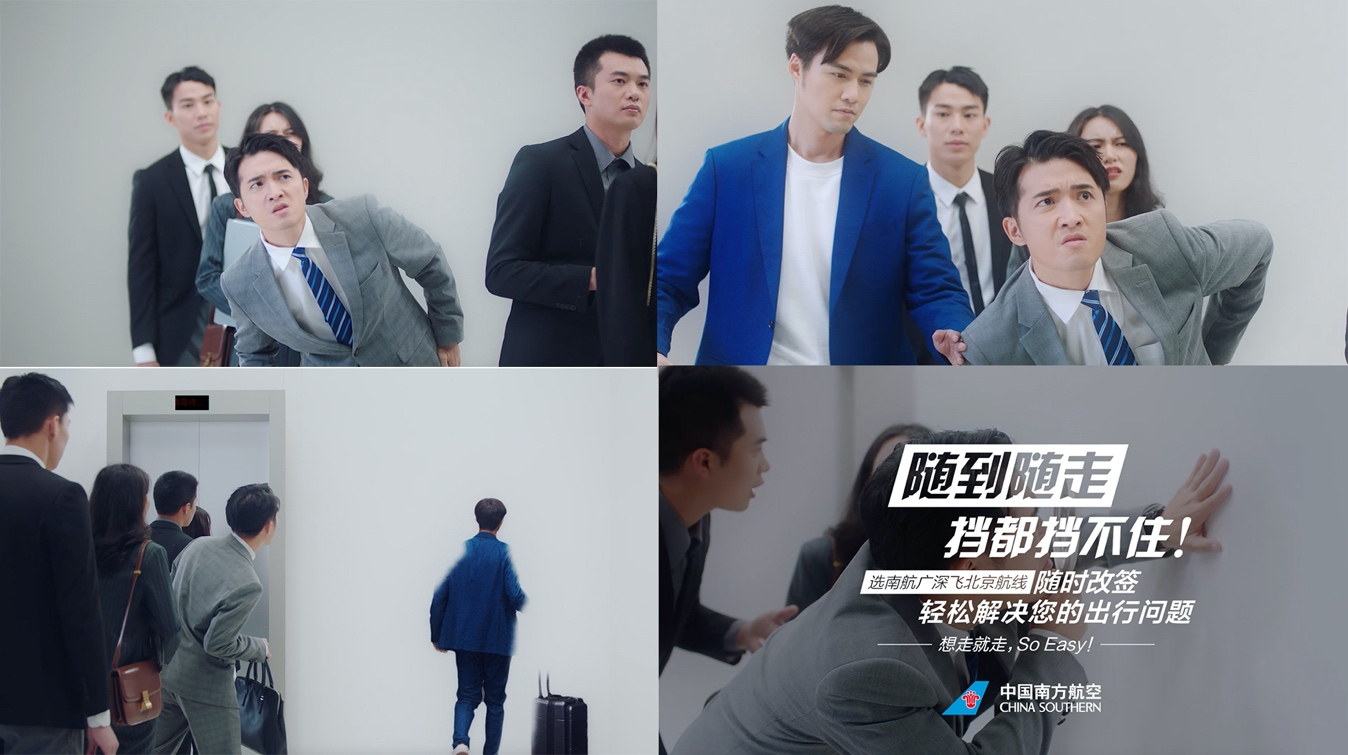 随到随走
挡都挡不住！
选南航广深飞北京航线 随时改签
轻松解决您的出行问题
想走就走，So Easy!
中国南方航空
CHINA SOUTHERN